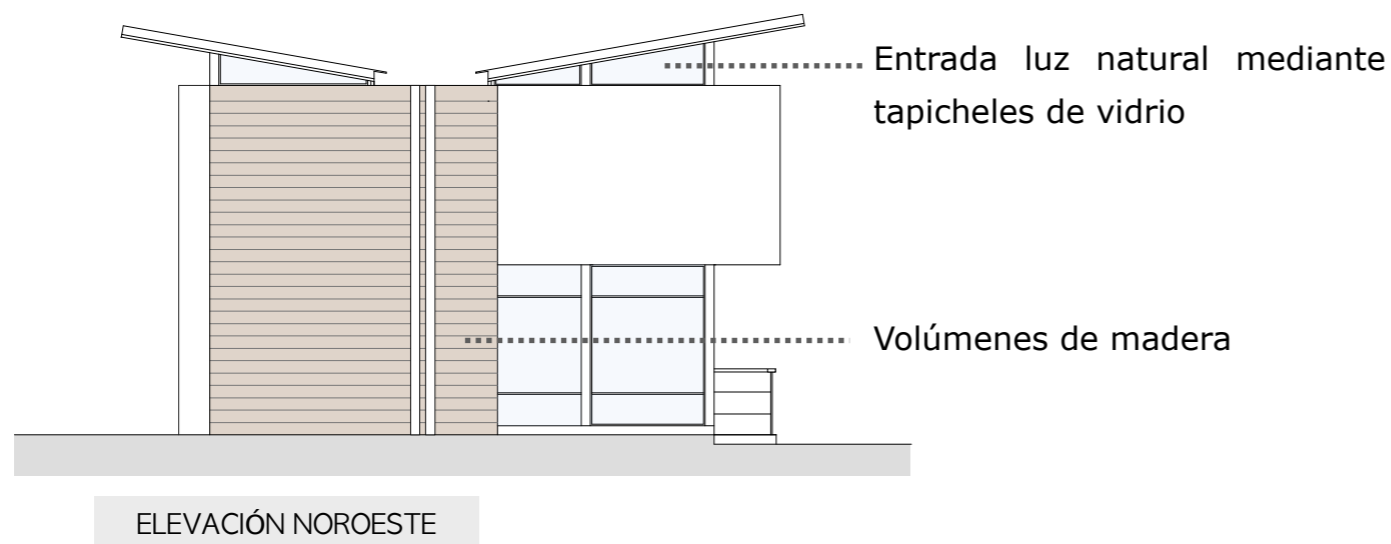 Entrada luz natural mediante
tapicheles de vidrio
Volúmenes de madera
ELEVACIÓN NOROESTE